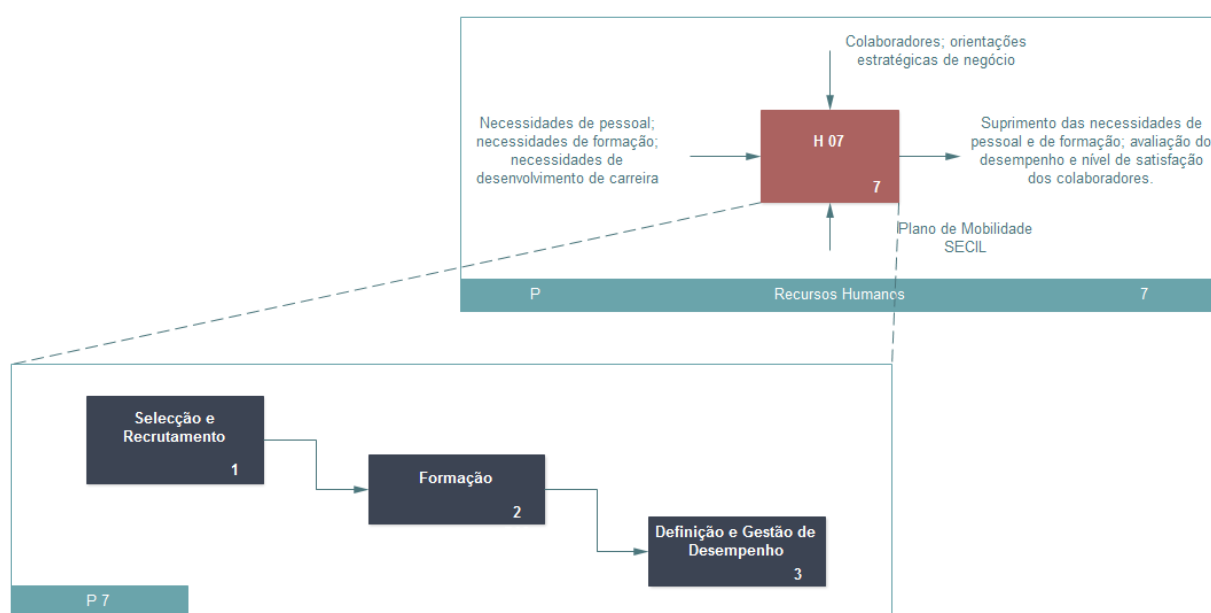 Colaboradores; orientações
estratégicas de negócio
Necessidades de pessoal;
necessidades de formação;
necessidades de
desenvolvimento de carreira
H 07
7
Suprimento das necessidades de
pessoal e de formação; avaliação do
desempenho e nível de satisfação
dos colaboradores.
Plano de Mobilidade
SECIL
P
Recursos Humanos
7
Selecção e
Recrutamento
1
Formação
2
Definição e Gestão de
Desempenho
3
P 7